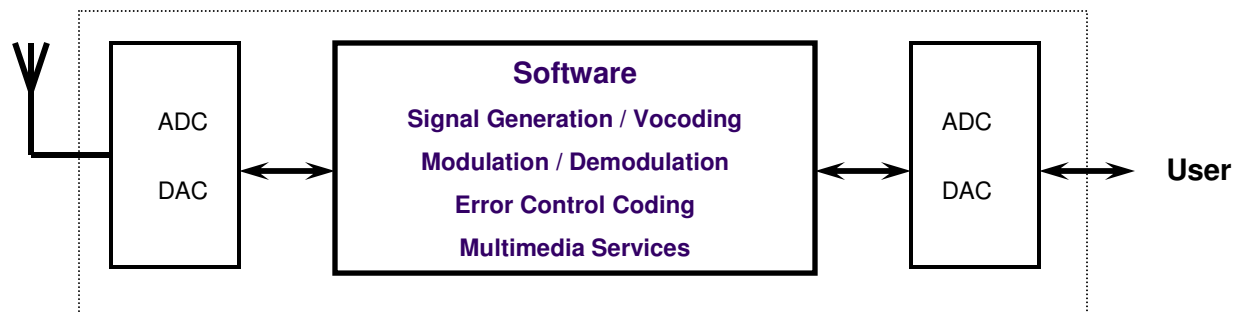 ADC
DAC
Software
Signal Generation / Vocoding
Modulation / Demodulation
Error Control Coding
Multimedia Services
ADC
DAC
User